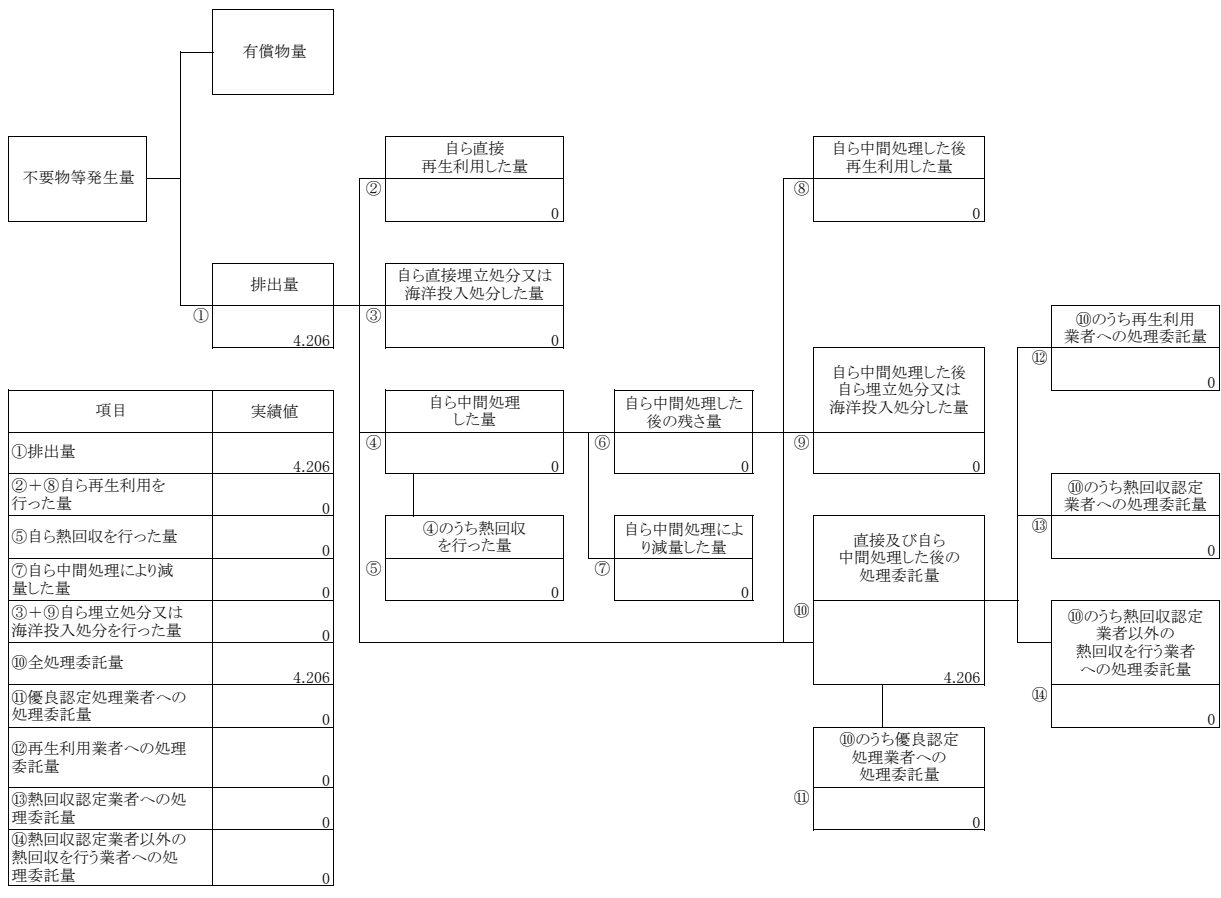 有償物量
不要物等発生量
排出量
①
4.206
自ら直接
再生利用した量
②
0
自ら直接埋立処分又は
海洋投入処分した量
③
0
自ら中間処理
した量
④
0
④のうち熱回収
を行った量
⑤
0
自ら中間処理した
後の残さ量
⑥
0
自ら中間処理によ
り減量した量
⑦
0
自ら中間処理した後
再生利用した量
⑧
0
自ら中間処理した後
自ら埋立処分又は
海洋投入処分した量
⑨
0
直接及び自ら
中間処理した後の
処理委託量
⑩
4.206
⑩のうち優良認定
処理業者への
処理委託量
⑪
0
⑩のうち再生利用
業者への処理委託量
⑫
0
⑩のうち熱回収認定
業者への処理委託量
⑬
0
⑩のうち熱回収認定
業者以外の
熱回収を行う業者
への処理委託量
⑭
0
項目 実績値
①排出量
4.206
②＋⑧自ら再生利用を
行った量
0
⑤自ら熱回収を行った量
0
⑦自ら中間処理により減
量した量
0
③＋⑨自ら埋立処分又は
海洋投入処分を行った量
0
⑩全処理委託量
4.206
⑪優良認定処理業者への
処理委託量
0
⑫再生利用業者への処理
委託量
0
⑬熱回収認定業者への処
理委託量
0
⑭熱回収認定業者以外の
熱回収を行う業者への処
理委託量
0